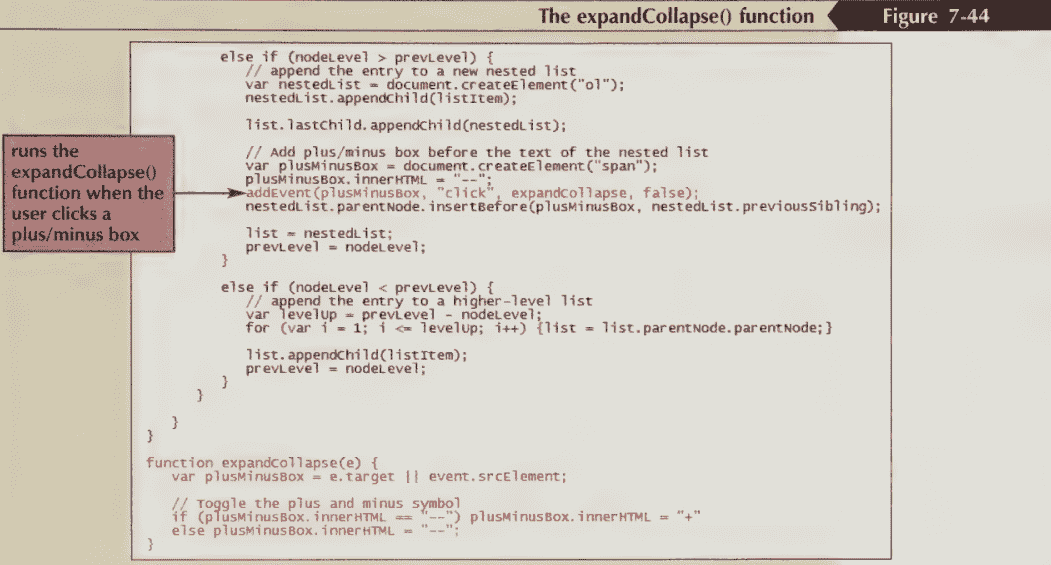 The expandCollapse() function
Figure 7-44
else if (nodeLevel > prevLevel) {
// append the entry to a new nested list
var nestedList = document.createElement("ol");
nestedList.appendChild(listItem);
list.lastChild.appendChild(nestedList);
// Add plus/minus box before the text of the nested list
var plusMinusBox = document.createElement("span");
plusMinusBox.innerHTML = "--";
addEvent(plusMinusBox, "click", expandCollapse, false);
nestedList.parentNode.insertBefore(plusMinusBox, nestedList.previousSibling);
list = nestedList;
prevLevel = nodeLevel;
}
else if (nodeLevel < prevLevel) {
// append the entry to a higher-level list
var levelUp = prevLevel - nodeLevel;
for (var i = 1; i <= levelUp; i++) {list = list.parentNode.parentNode;}
list.appendChild(listItem);
prevLevel = nodeLevel;
}
}
}
}
function expandCollapse(e) {
var plusMinusBox = e.target || event.srcElement;
// Toggle the plus and minus symbol
if (plusMinusBox.innerHTML == "--") plusMinusBox.innerHTML = "+"
else plusMinusBox.innerHTML = "--";
}
runs the
expandCollapse()
function when the
user clicks a
plus/minus box